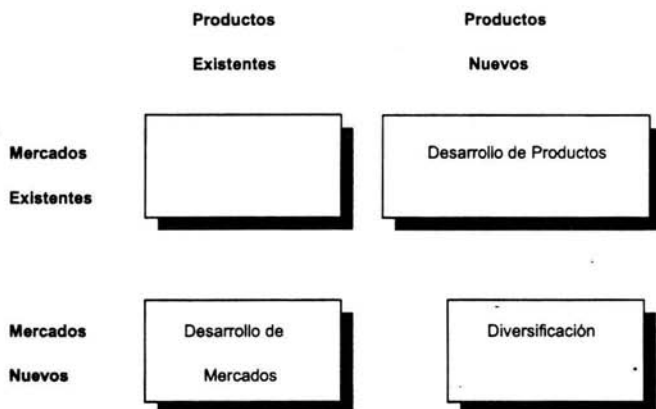 Productos Productos
Existentes Nuevos
Mercados
Existentes
Desarrollo de Productos
Mercados
Nuevos
Desarrollo de
Mercados
Diversificación